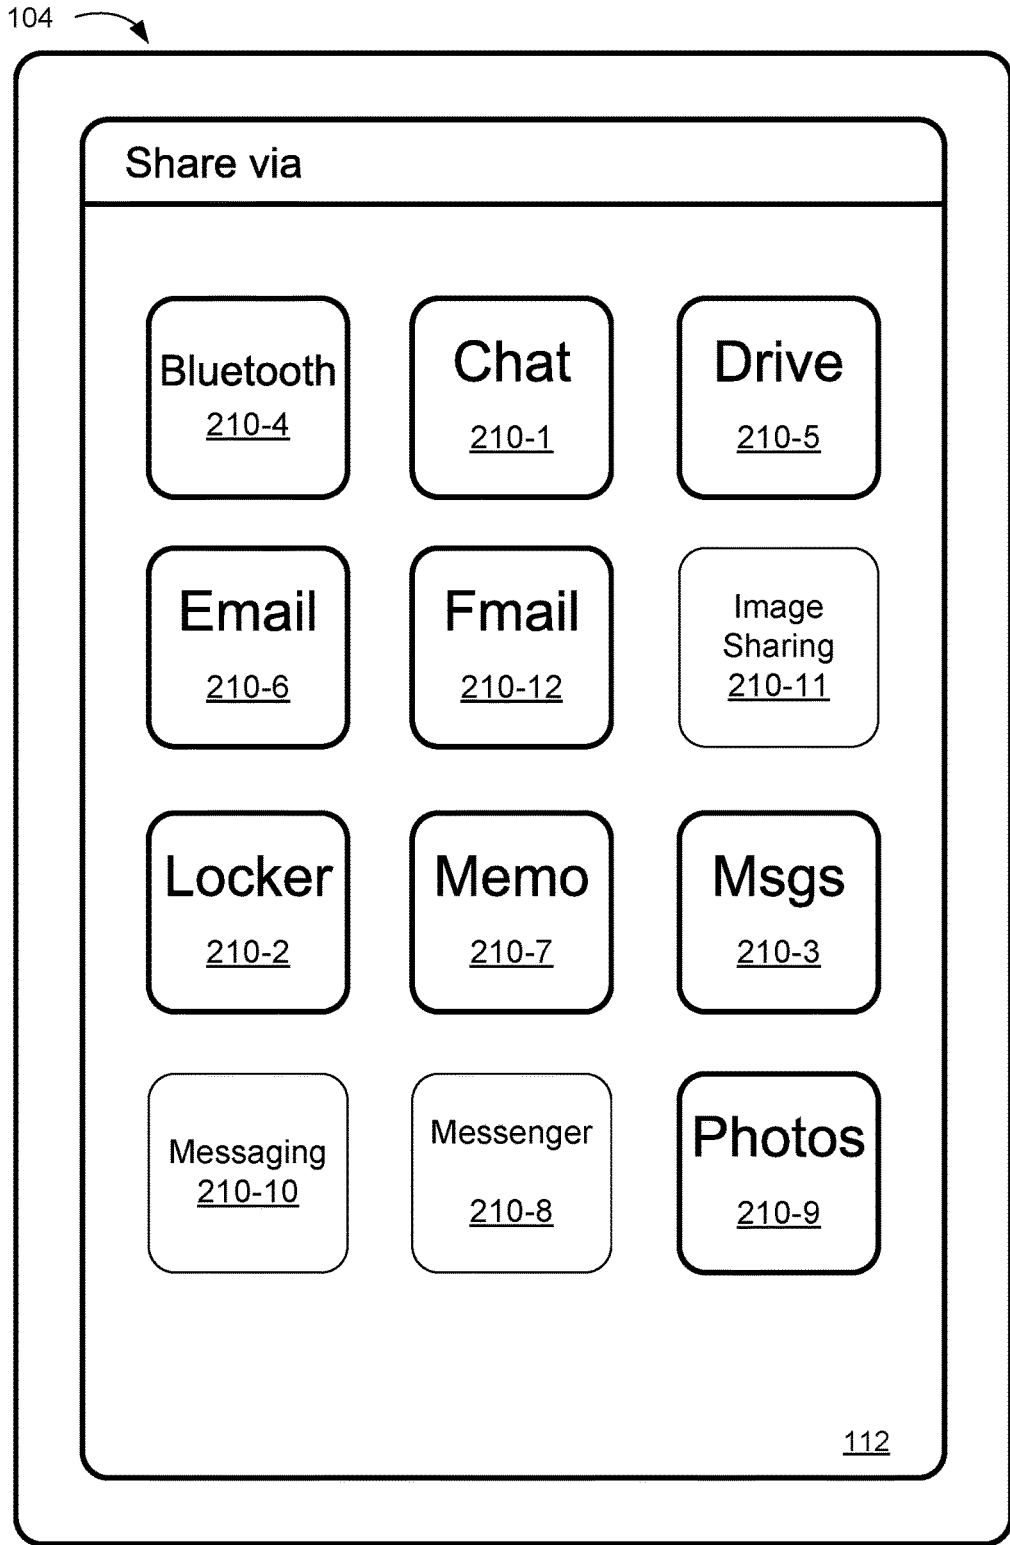 104
Share via
Bluetooth
210-4
Chat
210-1
Drive
210-5
Email
210-6
Fmail
210-12
Image
Sharing
210-11
Locker
210-2
Memo
210-7
Msgs
210-3
Messaging
210-10
Messenger
210-8
Photos
210-9
112